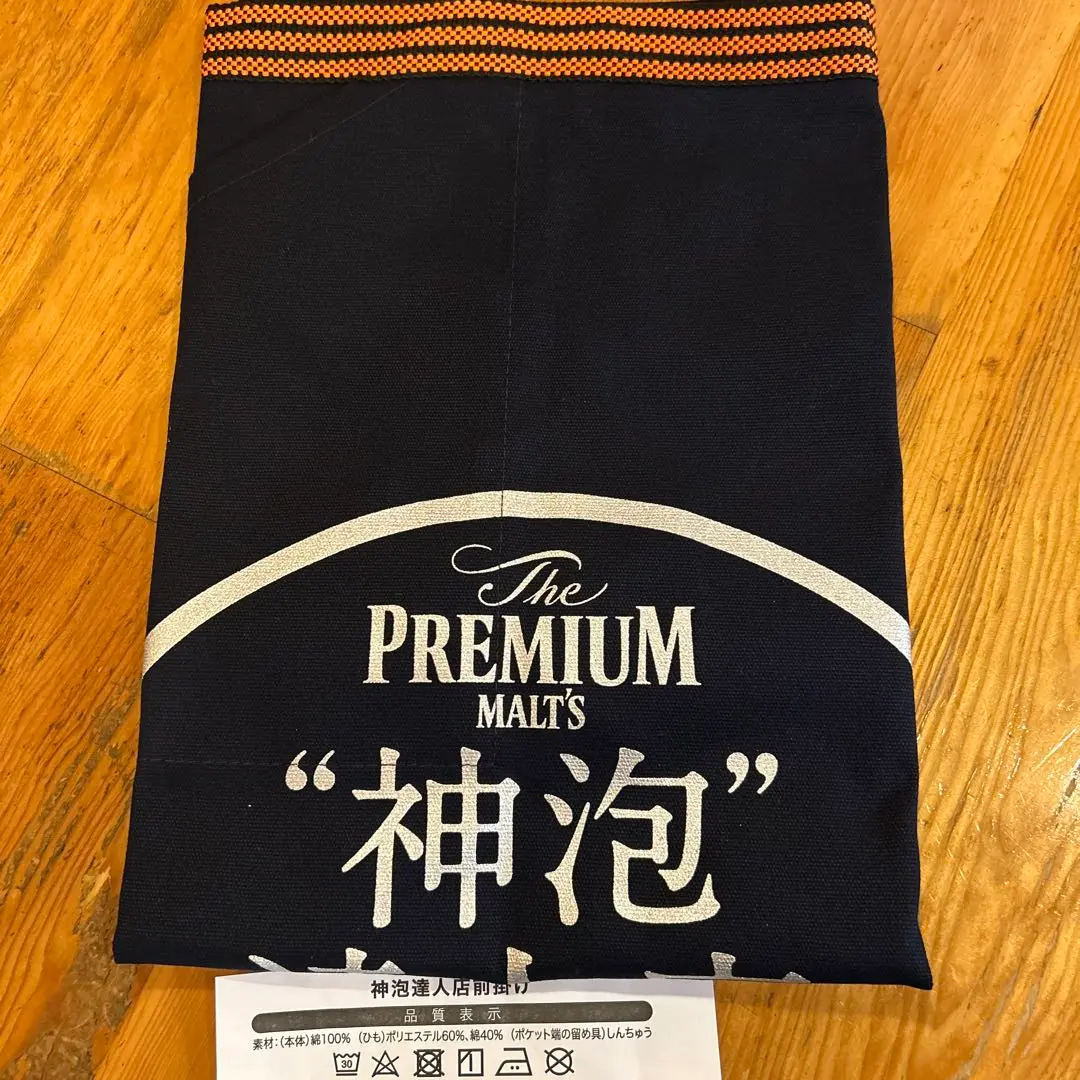 The
PREMIUM
MALT'S
“神泡”
神泡達人店前掛け
品質表示
素材:(本体)綿100% (ひも)ポリエステル60%、綿40% (ポケット端の留め具)しんちゅう
30